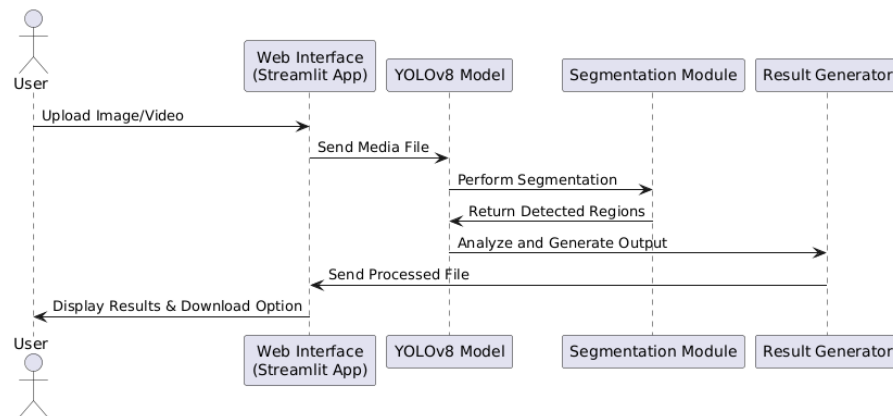 User
Web Interface
(Streamlit App)
YOLOv8 Model
Segmentation Module
Result Generator
Upload Image/Video
Send Media File
Perform Segmentation
Return Detected Regions
Analyze and Generate Output
Send Processed File
Display Results & Download Option
User
Web Interface
(Streamlit App)
YOLOv8 Model
Segmentation Module
Result Generator